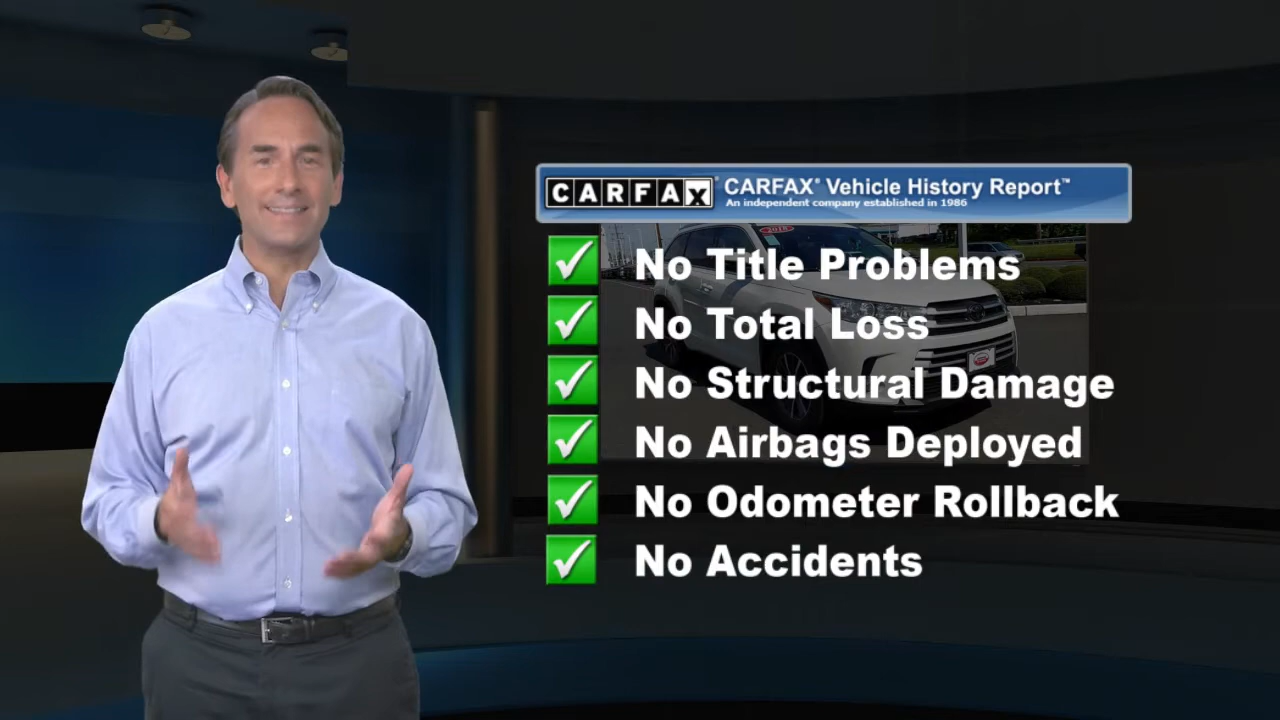 CARFAX® CARFAX® Vehicle History Report™
An independent company established in 1986
No Title Problems
No Total Loss
No Structural Damage
No Airbags Deployed
No Odometer Rollback
No Accidents